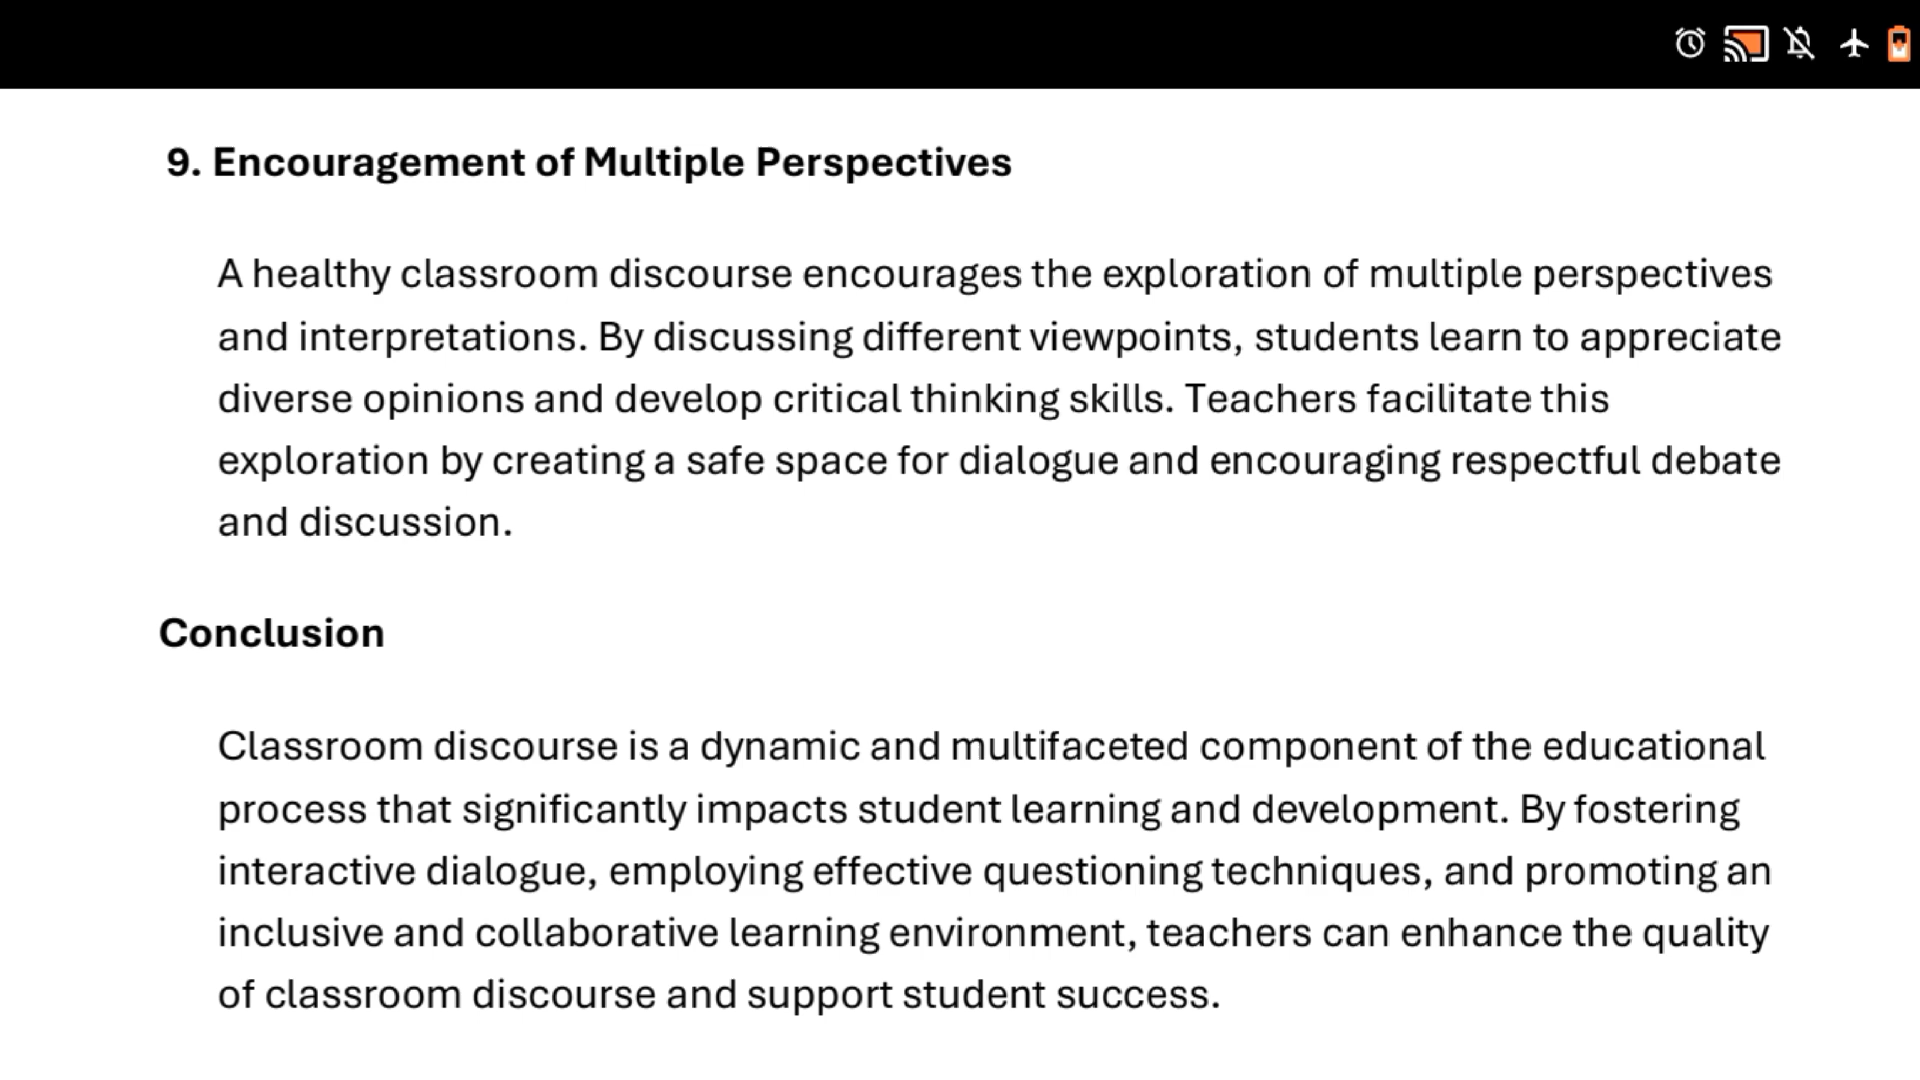 9. Encouragement of Multiple Perspectives
A healthy classroom discourse encourages the exploration of multiple perspectives
and interpretations. By discussing different viewpoints, students learn to appreciate
diverse opinions and develop critical thinking skills. Teachers facilitate this
exploration by creating a safe space for dialogue and encouraging respectful debate
and discussion.
Conclusion
Classroom discourse is a dynamic and multifaceted component of the educational
process that significantly impacts student learning and development. By fostering
interactive dialogue, employing effective questioning techniques, and promoting an
inclusive and collaborative learning environment, teachers can enhance the quality
of classroom discourse and support student success.